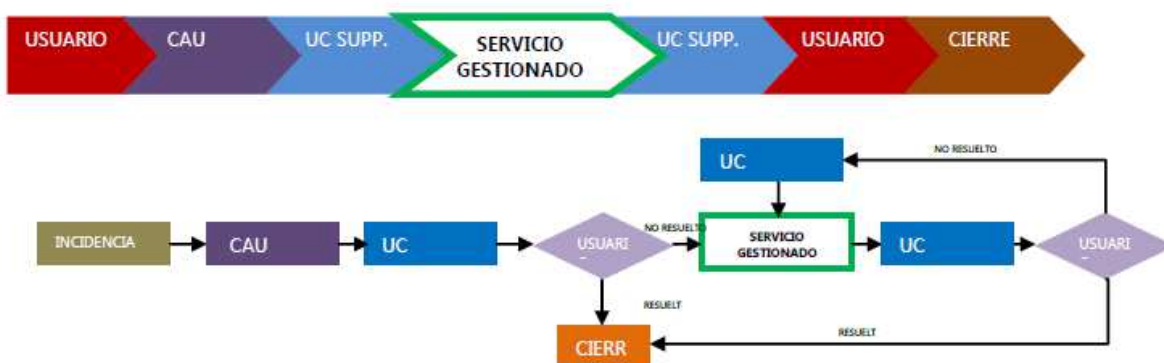 USUARIO
CAU
UC SUPP.
SERVICIO
GESTIONADO
UC SUPP.
USUARIO
CIERRE
UC
NO RESUELTO
INCIDENCIA
CAU
UC
USUARI
NO RESUELTO
SERVICIO
GESTIONADO
UC
USUARI
RESUELT
RESUELT
CIERR